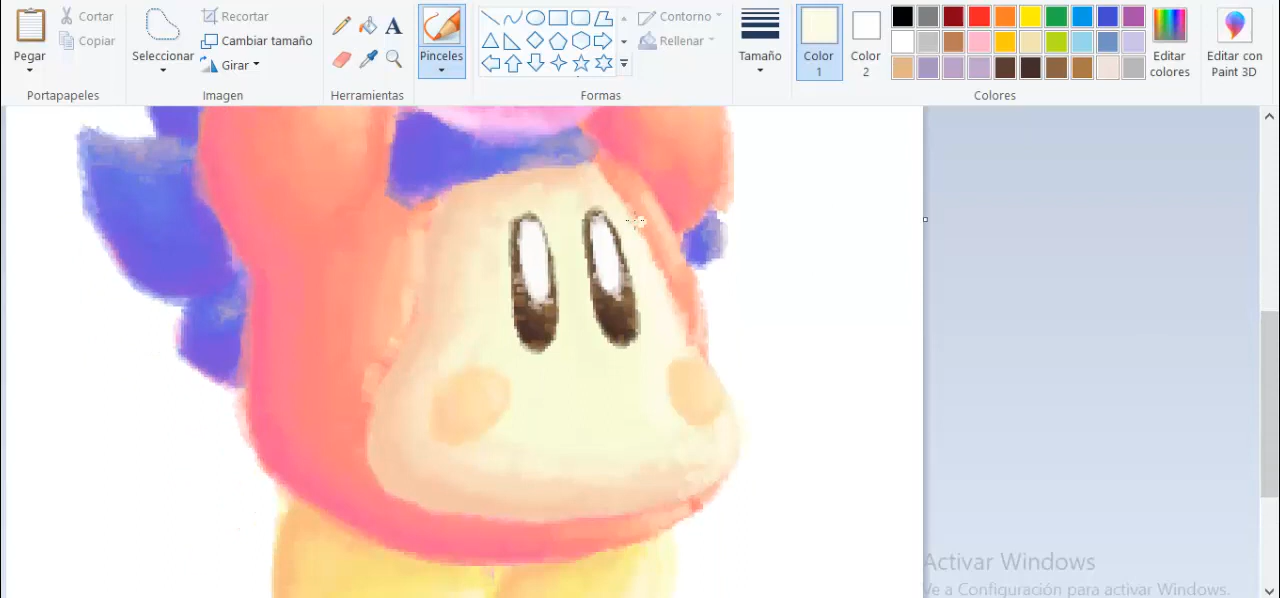 Pegar
Portapapeles
Cortar
Copiar
Seleccionar
Recortar
Cambiar tamaño
Girar
Imagen
A
Herramientas
Pinceles
Formas
Contorno
Rellenar
Tamaño
Color
1
Color
2
Colores
Editar
colores
Editar con
Paint 3D
Activar Windows
Ve a Configuración para activar Windows.